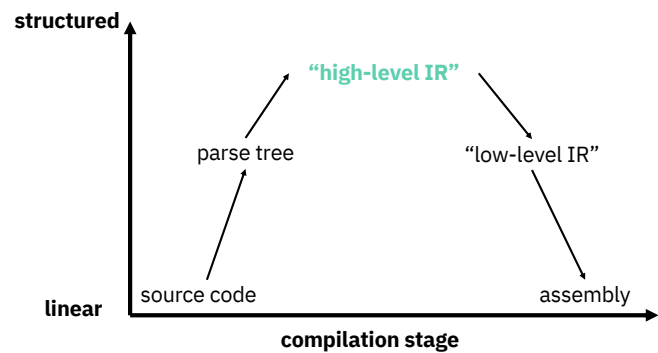 structured
“high-level IR”
parse tree
“low-level IR”
source code
assembly
linear
compilation stage